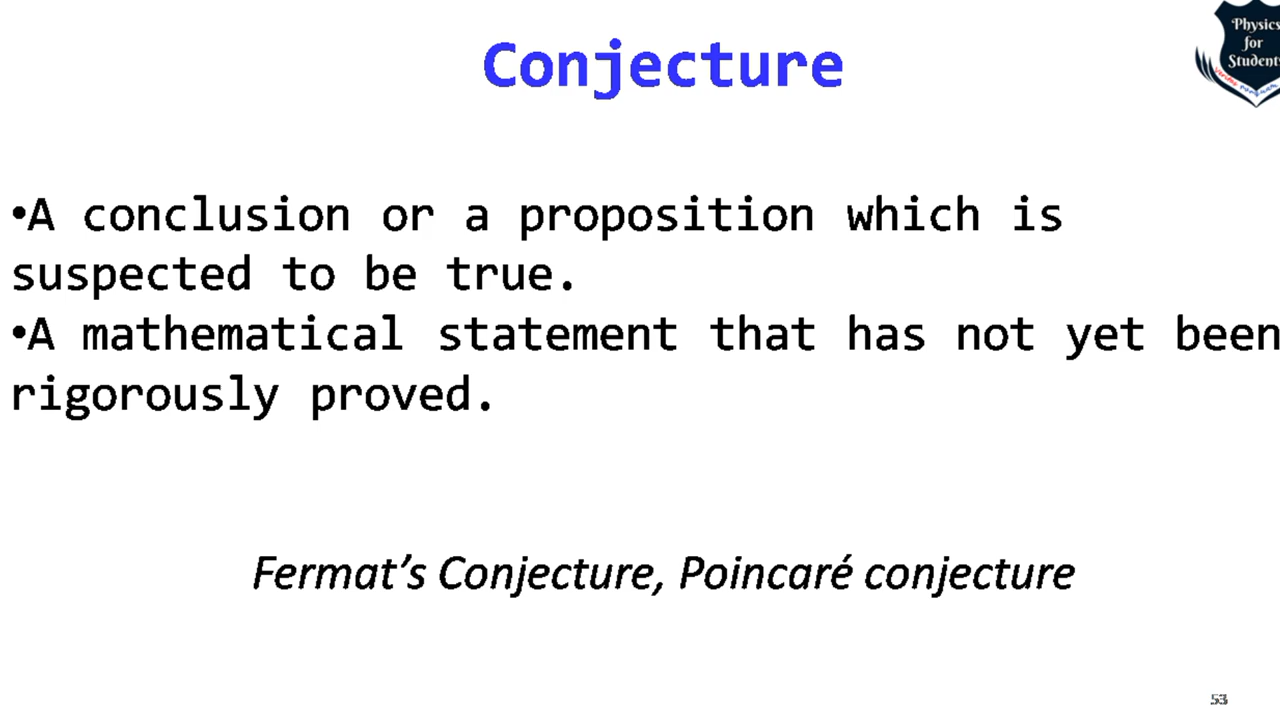 Conjecture
Physics
for
Students
•A conclusion or a proposition which is
suspected to be true.
•A mathematical statement that has not yet been
rigorously proved.
Fermat’s Conjecture, Poincaré conjecture
53